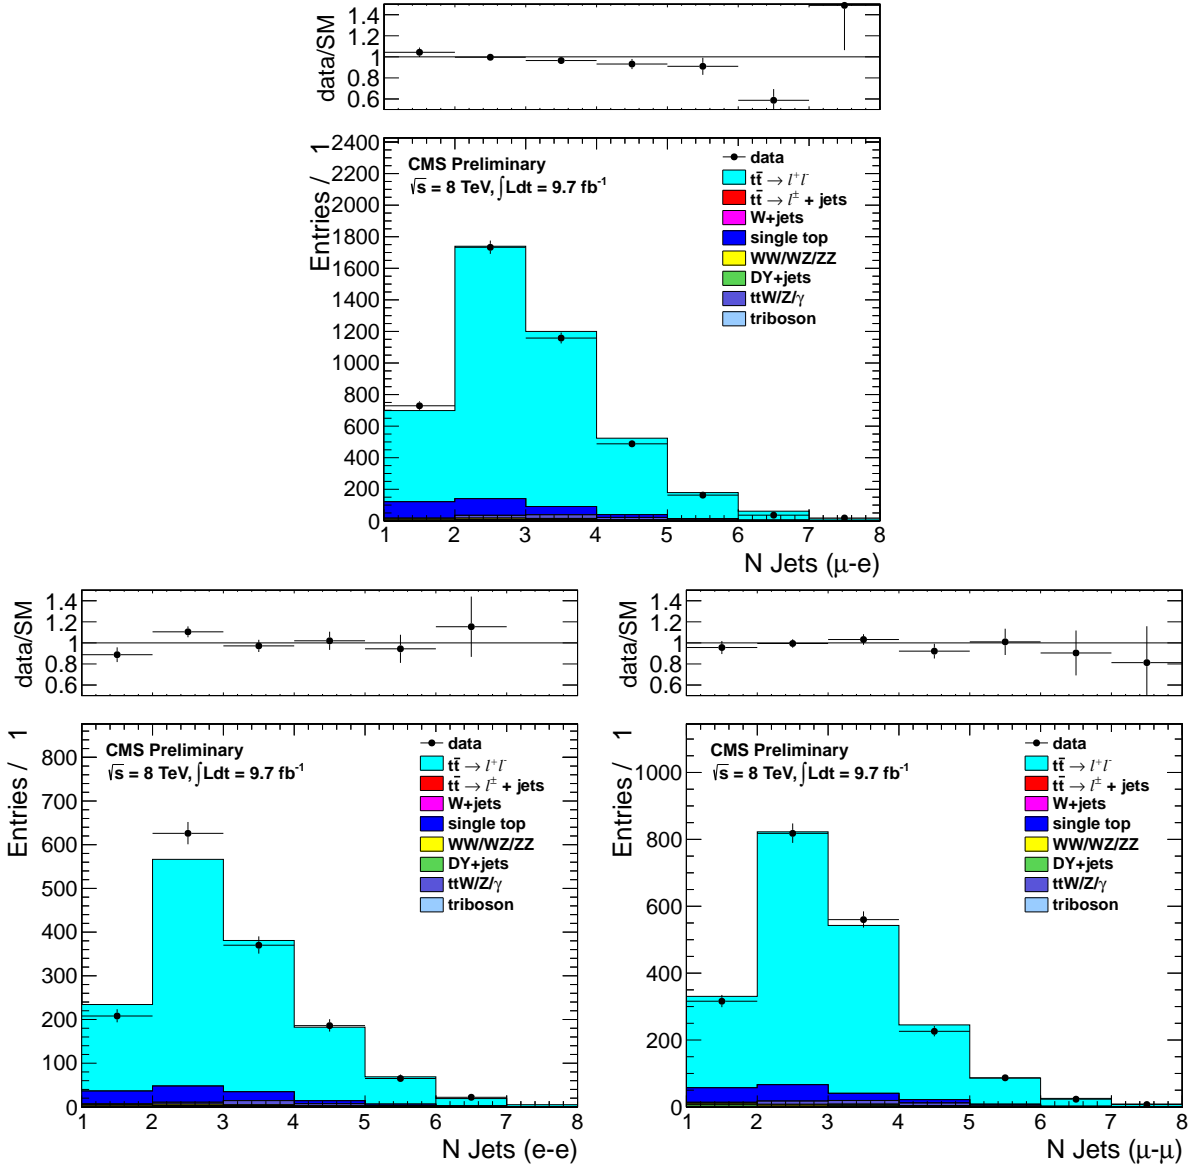 data/SM
1.4
1.2
1
0.8
0.6
Entries / 1
2400
2200
2000
1800
1600
1400
1200
1000
800
600
400
200
0
CMS Preliminary
√s = 8 TeV, ∫Ldt = 9.7 fb⁻¹
data
tt̄ → l⁺l⁻
tt̄ → l± + jets
W+jets
single top
WW/WZ/ZZ
DY+jets
ttW/Z/γ
triboson
1 2 3 4 5 6 7 8
N Jets (μ-e)
data/SM
1.4
1.2
1
0.8
0.6
Entries / 1
800
700
600
500
400
300
200
100
0
CMS Preliminary
√s = 8 TeV, ∫Ldt = 9.7 fb⁻¹
data
tt̄ → l⁺l⁻
tt̄ → l± + jets
W+jets
single top
WW/WZ/ZZ
DY+jets
ttW/Z/γ
triboson
1 2 3 4 5 6 7 8
N Jets (e-e)
data/SM
1.4
1.2
1
0.8
0.6
Entries / 1
1000
800
600
400
200
0
CMS Preliminary
√s = 8 TeV, ∫Ldt = 9.7 fb⁻¹
data
tt̄ → l⁺l⁻
tt̄ → l± + jets
W+jets
single top
WW/WZ/ZZ
DY+jets
ttW/Z/γ
triboson
1 2 3 4 5 6 7 8
N Jets (μ-μ)